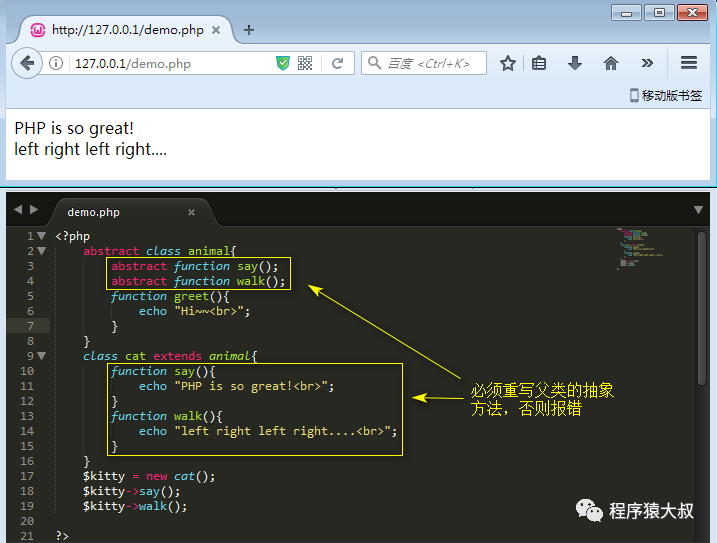 http://127.0.0.1/demo.php
127.0.0.1/demo.php
百度 <Ctrl+K>
移动版书签
PHP is so great!
left right left right....
demo.php
1 <?php
2 abstract class animal{
3 abstract function say();
4 abstract function walk();
5 function greet(){
6 echo "Hi~~<br>";
7 }
8 }
9 class cat extends animal{
10 function say(){
11 echo "PHP is so great!<br>";
12 }
13 function walk(){
14 echo "left right left right....<br>";
15 }
16 }
17 $kitty = new cat();
18 $kitty->say();
19 $kitty->walk();
20
21 ?>
必须重写父类的抽象
方法，否则报错
程序猿大叔